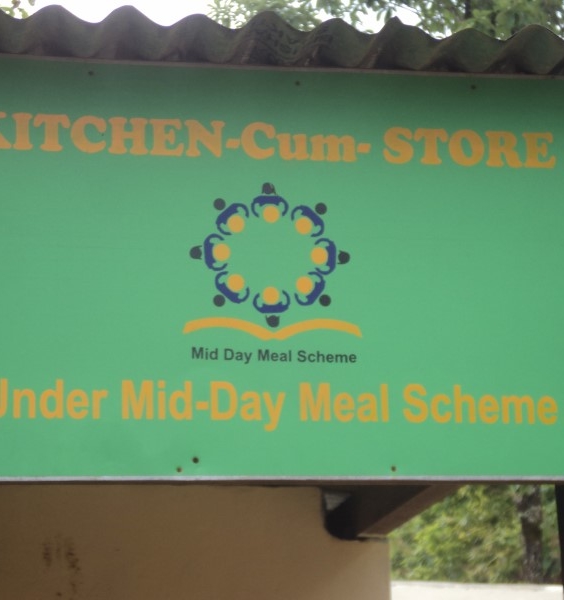 KITCHEN-Cum- STORE
Mid Day Meal Scheme
Under Mid-Day Meal Scheme